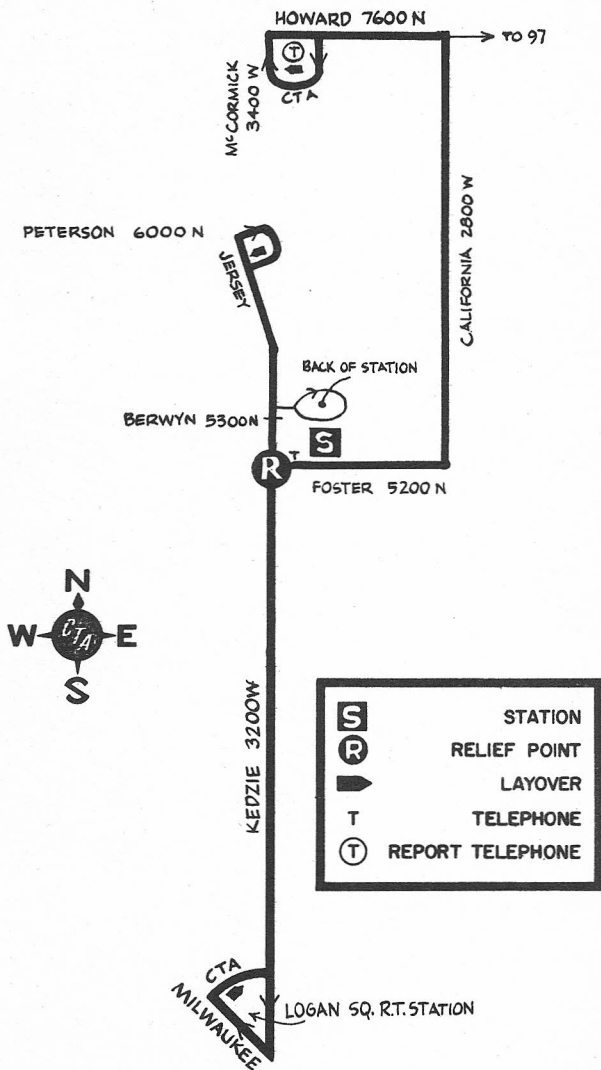 HOWARD 7600 N
TO 97
T
CTA
McCORMICK
3400 W
PETERSON 6000 N
JERSEY
CALIFORNIA 2800 W
BACK OF STATION
BERWYN 5300N
S
T
R
FOSTER 5200 N
N
W CTA E
S
KEDZIE 3200W
S STATION
R RELIEF POINT
LAYOVER
T TELEPHONE
T REPORT TELEPHONE
CTA
MILWAUKEE
LOGAN SQ. R.T. STATION